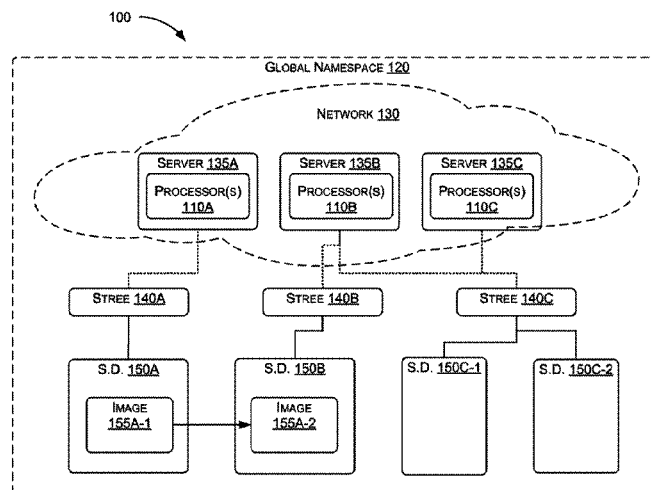 100
GLOBAL NAMESPACE 120
NETWORK 130
SERVER 135A
PROCESSOR(S)
110A
SERVER 135B
PROCESSOR(S)
110B
SERVER 135C
PROCESSOR(S)
110C
STREE 140A
STREE 140B
STREE 140C
S.D. 150A
IMAGE
155A-1
S.D. 150B
IMAGE
155A-2
S.D. 150C-1
S.D. 150C-2